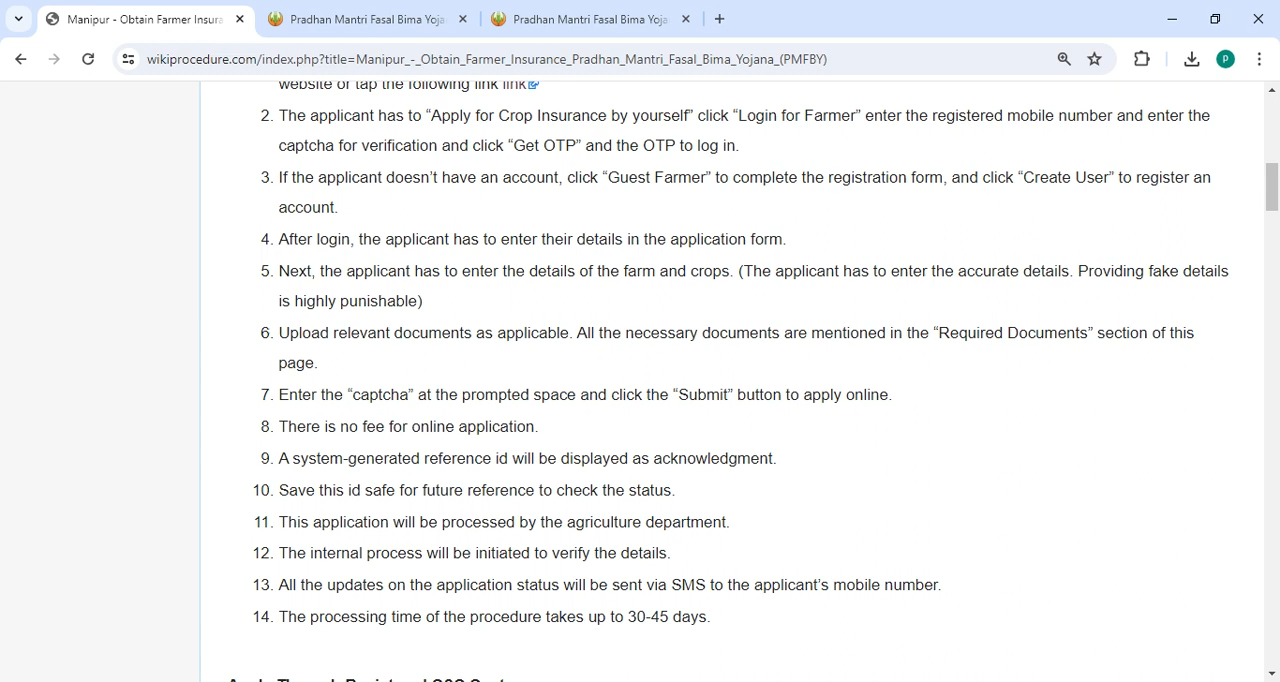 Manipur - Obtain Farmer Insura
Pradhan Mantri Fasal Bima Yoja
Pradhan Mantri Fasal Bima Yoja
wikiprocedure.com/index.php?title=Manipur_-_Obtain_Farmer_Insurance_Pradhan_Mantri_Fasal_Bima_Yojana_(PMFBY)
P
website or tap the following link link
2. The applicant has to “Apply for Crop Insurance by yourself” click “Login for Farmer” enter the registered mobile number and enter the
captcha for verification and click “Get OTP” and the OTP to log in.
3. If the applicant doesn’t have an account, click “Guest Farmer” to complete the registration form, and click “Create User” to register an
account.
4. After login, the applicant has to enter their details in the application form.
5. Next, the applicant has to enter the details of the farm and crops. (The applicant has to enter the accurate details. Providing fake details
is highly punishable)
6. Upload relevant documents as applicable. All the necessary documents are mentioned in the “Required Documents” section of this
page.
7. Enter the “captcha” at the prompted space and click the “Submit” button to apply online.
8. There is no fee for online application.
9. A system-generated reference id will be displayed as acknowledgment.
10. Save this id safe for future reference to check the status.
11. This application will be processed by the agriculture department.
12. The internal process will be initiated to verify the details.
13. All the updates on the application status will be sent via SMS to the applicant’s mobile number.
14. The processing time of the procedure takes up to 30-45 days.